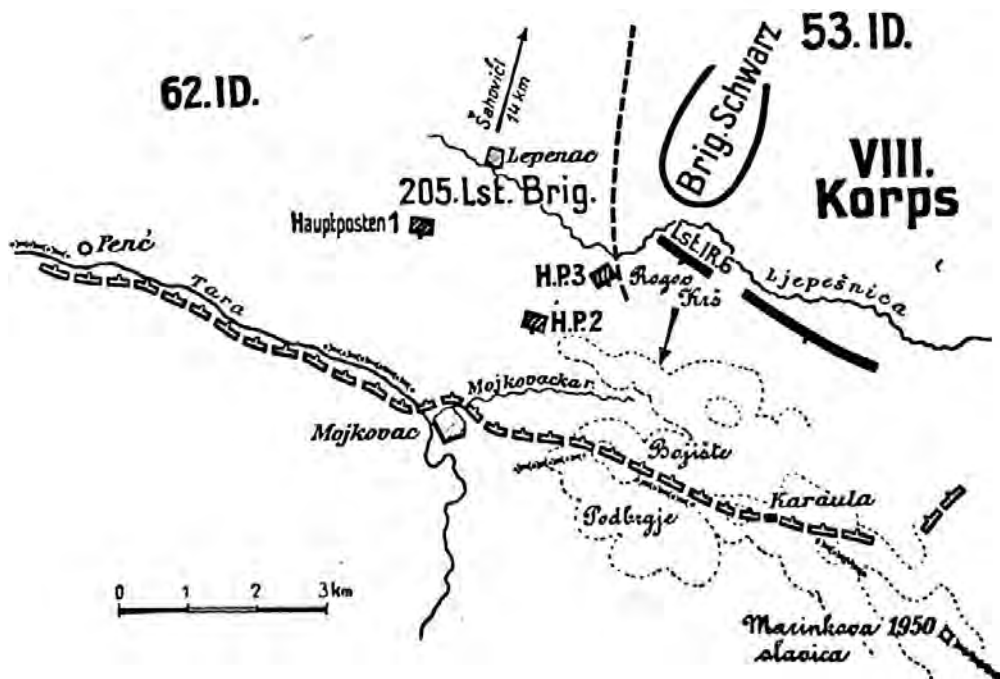 53. ID.
62. ID.
Šahovići
14 km
Brig. Schwarz
Lepenac
VIII.
Korps
205. Lst. Brig.
Hauptposten 1
Lst. IR 6
Penć
H.P. 3
Rogov
Krš
Ljepešnica
Tara
H.P. 2
Mojkovačkar.
Mojkovac
Bojište
Karaula
Podbrgje
0 1 2 3 km
Marinkova 1950
slavica